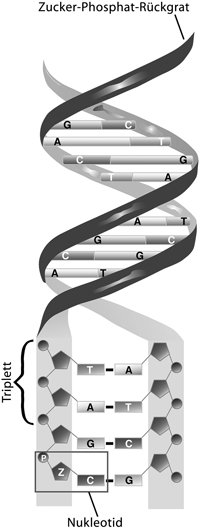 Zucker-Phosphat-Rückgrat
G C
A T
C G
T A
A T
G C
C G
A T
Triplett
T A
A T
G C
P
Z C G
Nukleotid